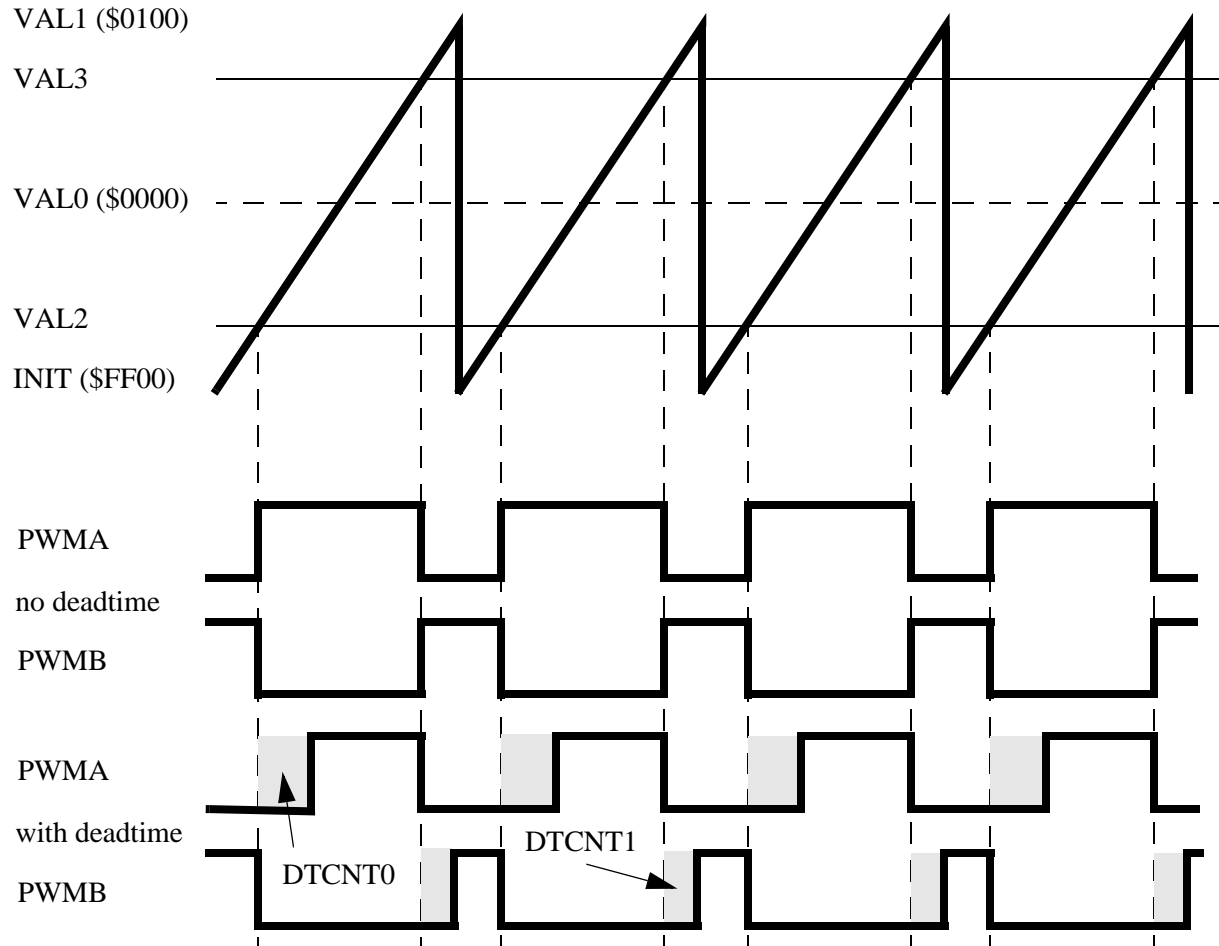 VAL1 ($0100)
VAL3
VAL0 ($0000)
VAL2
INIT ($FF00)
PWMA
no deadtime
PWMB
PWMA
with deadtime
DTCNT1
DTCNT0
PWMB